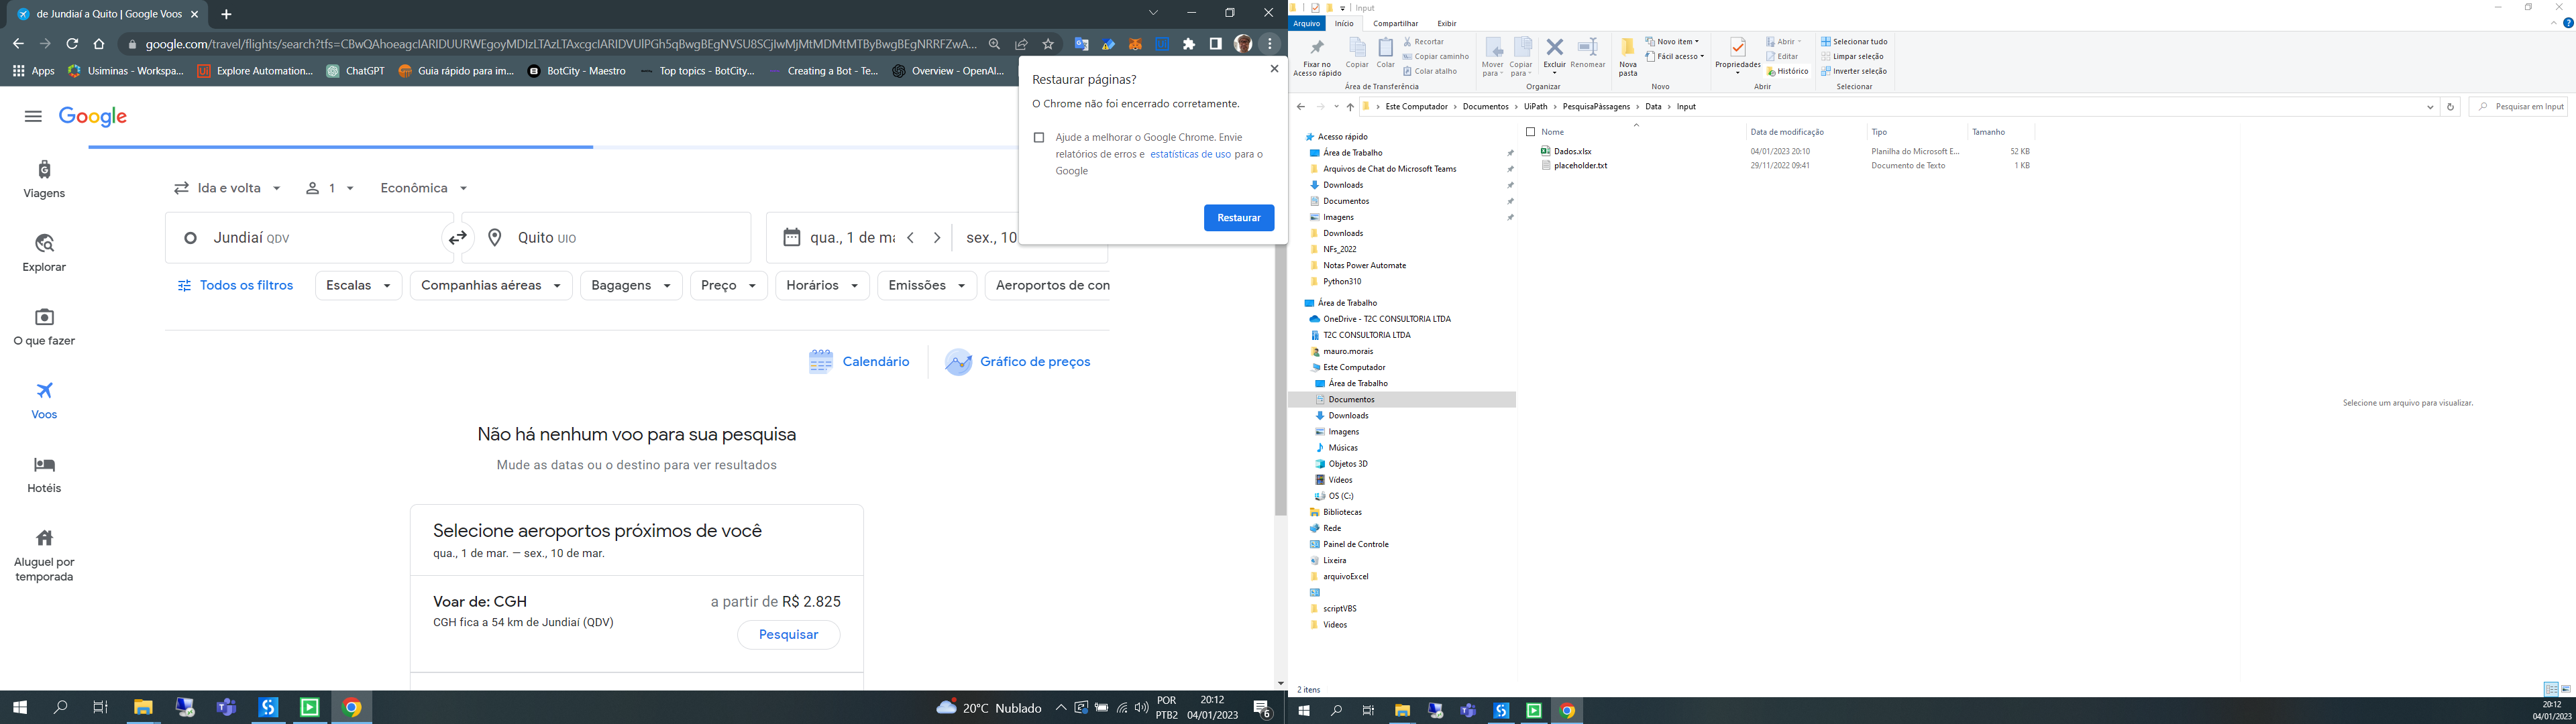 de Jundiaí a Quito | Google Voos
google.com/travel/flights/search?tfs=CBwQAhoeagcIARIDUURWEgoyMDIzLTAzLTAxcgcIARIDVUlPGh5qBwgBEgNVSU8SCjIwMjMtMDMtMTByBwgBEgNRRFZwA...
Apps
Usiminas - Workspa...
Explore Automation...
ChatGPT
Guia rápido para im...
BotCity - Maestro
Top topics - BotCity...
Creating a Bot - Te...
Overview - OpenAI...
Restaurar páginas?
O Chrome não foi encerrado corretamente.
Ajude a melhorar o Google Chrome. Envie
relatórios de erros e estatísticas de uso para o
Google
Restaurar
Google
Viagens
Explorar
O que fazer
Voos
Hotéis
Aluguel por
temporada
Ida e volta
1
Econômica
Jundiaí QDV
Quito UIO
qua., 1 de ma
sex., 10
Todos os filtros
Escalas
Companhias aéreas
Bagagens
Preço
Horários
Emissões
Aeroportos de con
Calendário
Gráfico de preços
Não há nenhum voo para sua pesquisa
Mude as datas ou o destino para ver resultados
Selecione aeroportos próximos de você
qua., 1 de mar. — sex., 10 de mar.
Voar de: CGH
a partir de R$ 2.825
CGH fica a 54 km de Jundiaí (QDV)
Pesquisar
20°C Nublado
POR
PTB2
20:12
04/01/2023
6
Input
Arquivo
Início
Compartilhar
Exibir
Fixar no
Acesso rápido
Copiar
Colar
Recortar
Copiar caminho
Colar atalho
Área de Transferência
Mover
para
Copiar
para
Excluir
Renomear
Organizar
Nova
pasta
Novo item
Fácil acesso
Novo
Propriedades
Abrir
Editar
Histórico
Abrir
Selecionar tudo
Limpar seleção
Inverter seleção
Selecionar
Este Computador > Documentos > UiPath > PesquisaPàssagens > Data > Input
Pesquisar em Input
Acesso rápido
Área de Trabalho
Arquivos de Chat do Microsoft Teams
Downloads
Documentos
Imagens
Downloads
NFs_2022
Notas Power Automate
Python310
Área de Trabalho
OneDrive - T2C CONSULTORIA LTDA
T2C CONSULTORIA LTDA
mauro.morais
Este Computador
Área de Trabalho
Documentos
Downloads
Imagens
Músicas
Objetos 3D
Vídeos
OS (C:)
Bibliotecas
Rede
Painel de Controle
Lixeira
arquivoExcel
scriptVBS
Videos
Nome
Data de modificação
Tipo
Tamanho
Dados.xlsx
04/01/2023 20:10
Planilha do Microsoft E...
52 KB
placeholder.txt
29/11/2022 09:41
Documento de Texto
1 KB
Selecione um arquivo para visualizar.
2 itens
20:12
04/01/2023